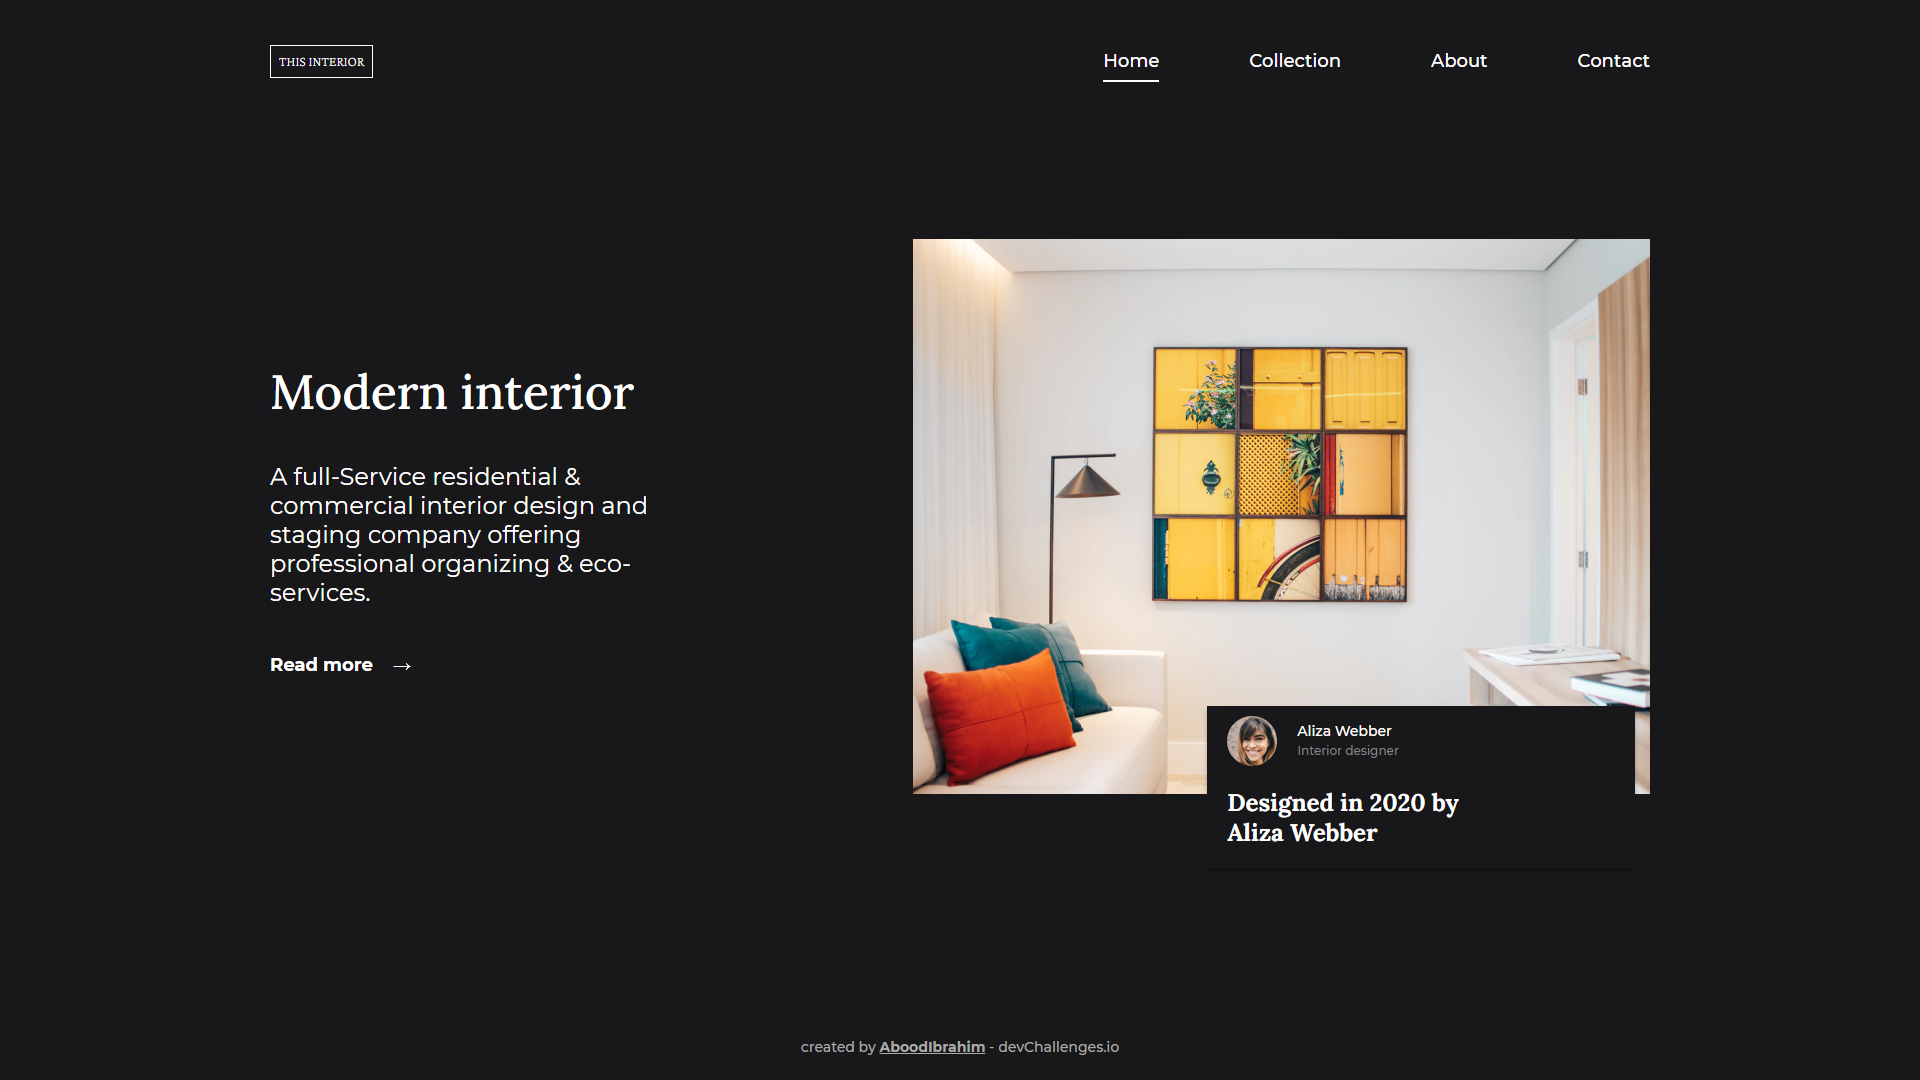 THIS INTERIOR
Home
Collection
About
Contact
Modern interior
A full-Service residential &
commercial interior design and
staging company offering
professional organizing & eco-
services.
Read more →
Aliza Webber
Interior designer
Designed in 2020 by
Aliza Webber
created by AboodIbrahim - devChallenges.io